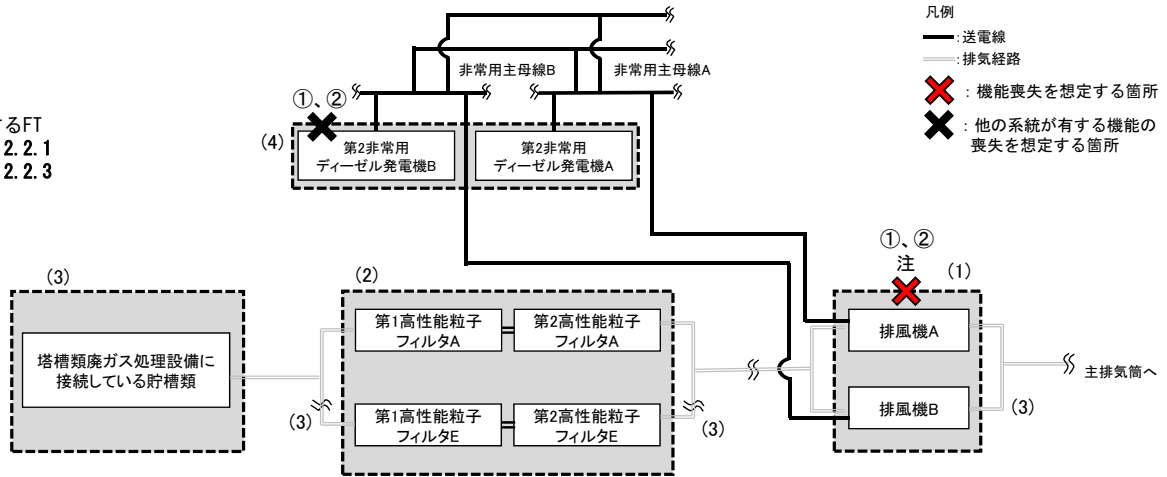 凡例
:送電線
:排気経路
:機能喪失を想定する箇所
:他の系統が有する機能の
喪失を想定する箇所
非常用主母線B
非常用主母線A
①、②
るFT
2.2.1
2.2.3
(4)
第2非常用
ディーゼル発電機B
第2非常用
ディーゼル発電機A
①、②
注
(1)
(3)
(2)
塔槽類廃ガス処理設備に
接続している貯槽類
第1高性能粒子
フィルタA
第2高性能粒子
フィルタA
第1高性能粒子
フィルタE
第2高性能粒子
フィルタE
(3)
(3)
排風機A
排風機B
(3)
主排気筒へ